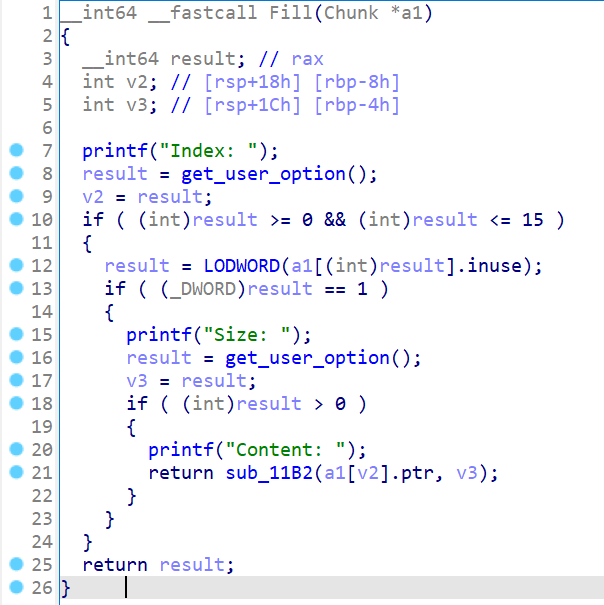 1 __int64 __fastcall Fill(Chunk *a1)
2 {
3   __int64 result; // rax
4   int v2; // [rsp+18h] [rbp-8h]
5   int v3; // [rsp+1Ch] [rbp-4h]
6
7   printf("Index: ");
8   result = get_user_option();
9   v2 = result;
10   if ( (int)result >= 0 && (int)result <= 15 )
11   {
12     result = LODWORD(a1[(int)result].inuse);
13     if ( (_DWORD)result == 1 )
14     {
15       printf("Size: ");
16       result = get_user_option();
17       v3 = result;
18       if ( (int)result > 0 )
19       {
20         printf("Content: ");
21         return sub_11B2(a1[v2].ptr, v3);
22       }
23     }
24   }
25   return result;
26 }